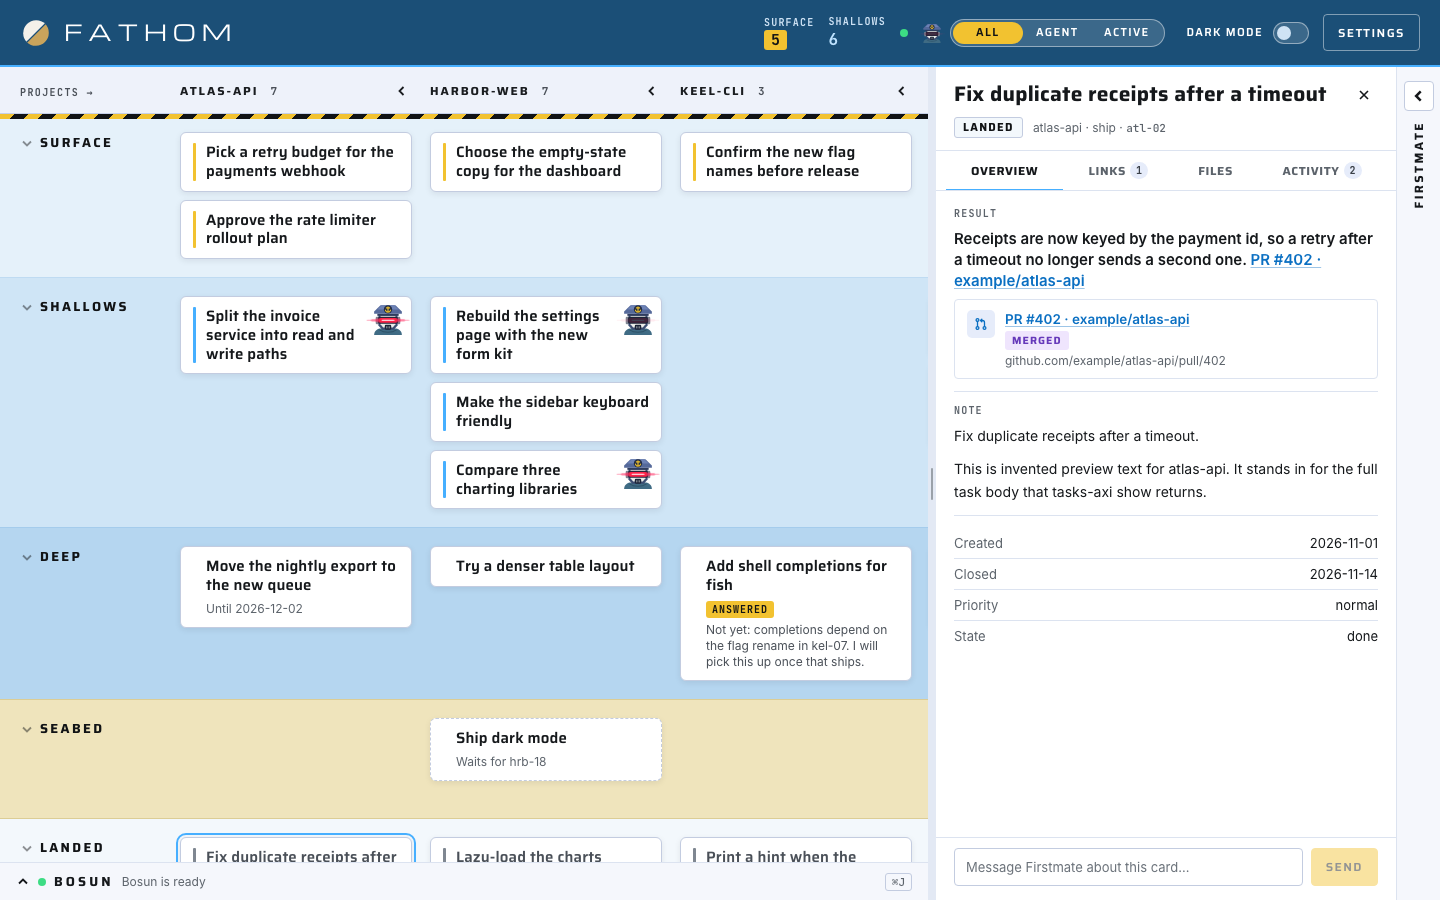 FATHOM
SURFACE
5
SHALLOWS
6
ALL
AGENT
ACTIVE
DARK MODE
SETTINGS
PROJECTS →
ATLAS-API 7
HARBOR-WEB 7
KEEL-CLI 3
SURFACE
Pick a retry budget for the
payments webhook
Choose the empty-state
copy for the dashboard
Confirm the new flag
names before release
Approve the rate limiter
rollout plan
SHALLOWS
Split the invoice
service into read and
write paths
Rebuild the settings
page with the new
form kit
Make the sidebar keyboard
friendly
Compare three
charting libraries
DEEP
Move the nightly export to
the new queue
Until 2026-12-02
Try a denser table layout
Add shell completions for
fish
ANSWERED
Not yet: completions depend on
the flag rename in kel-07. I will
pick this up once that ships.
SEABED
Ship dark mode
Waits for hrb-18
LANDED
Fix duplicate receipts after
Lazy-load the charts
Print a hint when the
BOSUN
Bosun is ready
⌘J
Fix duplicate receipts after a timeout
LANDED
atlas-api · ship · atl-02
OVERVIEW
LINKS 1
FILES
ACTIVITY 2
RESULT
Receipts are now keyed by the payment id, so a retry after
a timeout no longer sends a second one. PR #402 ·
example/atlas-api
PR #402 · example/atlas-api
MERGED
github.com/example/atlas-api/pull/402
NOTE
Fix duplicate receipts after a timeout.
This is invented preview text for atlas-api. It stands in for the full
task body that tasks-axi show returns.
Created 2026-11-01
Closed 2026-11-14
Priority normal
State done
Message Firstmate about this card...
SEND
FIRSTMATE